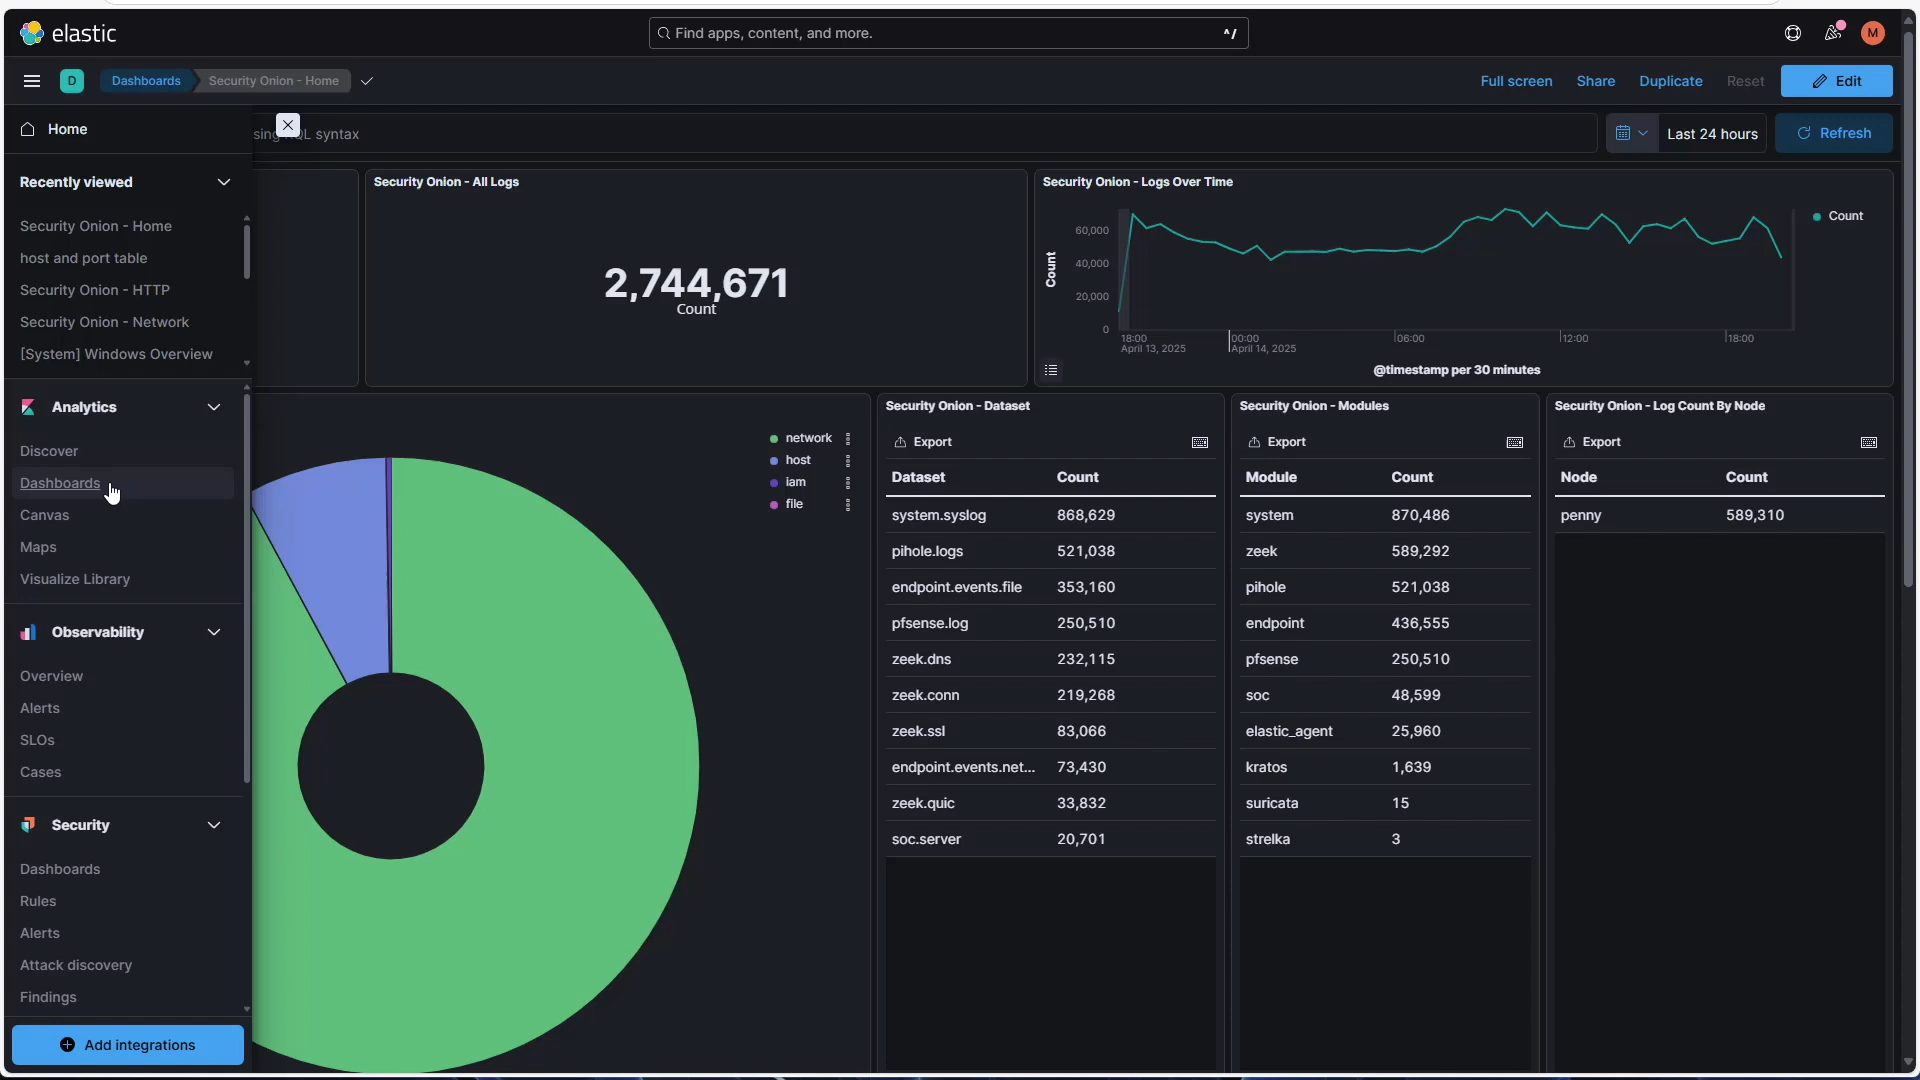 elastic
Find apps, content, and more.
^/
M
D
Dashboards
Security Onion - Home
Full screen
Share
Duplicate
Reset
Edit
Home
sing
QL syntax
Last 24 hours
Refresh
Recently viewed
Security Onion - Home
host and port table
Security Onion - HTTP
Security Onion - Network
[System] Windows Overview
Analytics
Discover
Dashboards
Canvas
Maps
Visualize Library
Observability
Overview
Alerts
SLOs
Cases
Security
Dashboards
Rules
Alerts
Attack discovery
Findings
Add integrations
Security Onion - All Logs
2,744,671
Count
Security Onion - Logs Over Time
Count
60,000
40,000
20,000
0
18:00
April 13, 2025
00:00
April 14, 2025
06:00
12:00
18:00
@timestamp per 30 minutes
Count
network
host
iam
file
Security Onion - Dataset
Export
Dataset Count
system.syslog 868,629
pihole.logs 521,038
endpoint.events.file 353,160
pfsense.log 250,510
zeek.dns 232,115
zeek.conn 219,268
zeek.ssl 83,066
endpoint.events.net... 73,430
zeek.quic 33,832
soc.server 20,701
Security Onion - Modules
Export
Module Count
system 870,486
zeek 589,292
pihole 521,038
endpoint 436,555
pfsense 250,510
soc 48,599
elastic_agent 25,960
kratos 1,639
suricata 15
strelka 3
Security Onion - Log Count By Node
Export
Node Count
penny 589,310